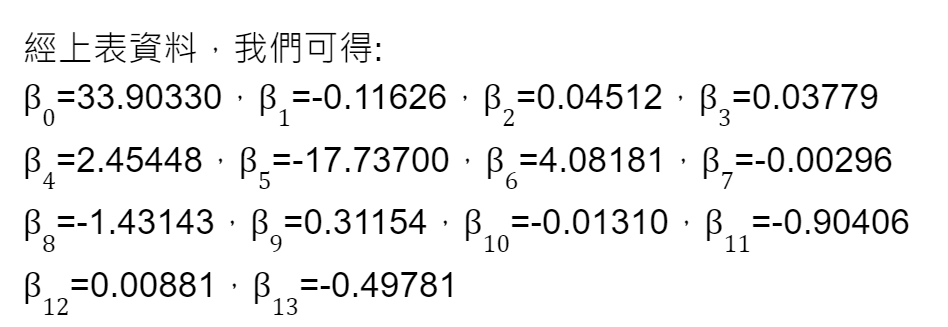 經上表資料，我們可得:
β₀=33.90330，β₁=-0.11626，β₂=0.04512，β₃=0.03779
β₄=2.45448，β₅=-17.73700，β₆=4.08181，β₇=-0.00296
β₈=-1.43143，β₉=0.31154，β₁₀=-0.01310，β₁₁=-0.90406
β₁₂=0.00881，β₁₃=-0.49781